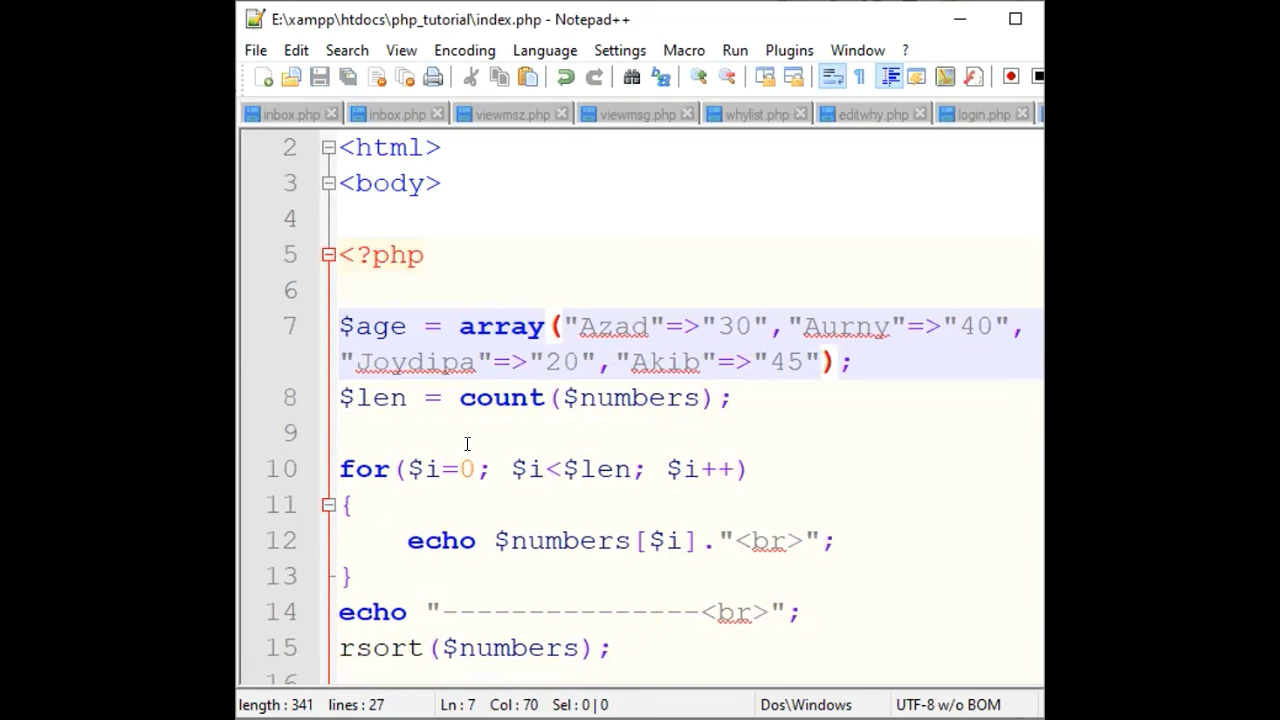 E:\xampp\htdocs\php_tutorial\index.php - Notepad++
File Edit Search View Encoding Language Settings Macro Run Plugins Window ?
inbox.php inbox.php viewmsz.php viewmsg.php whylist.php editwhy.php login.php
2 <html>
3 <body>
4
5 <?php
6
7 $age = array("Azad"=>"30","Aurny"=>"40",
"Joydipa"=>"20","Akib"=>"45");
8 $len = count($numbers);
9
10 for($i=0; $i<$len; $i++)
11 {
12 echo $numbers[$i]."<br>";
13 }
14 echo "---------------<br>";
15 rsort($numbers);
16
length : 341 lines : 27 Ln : 7 Col : 70 Sel : 0 | 0 Dos\Windows UTF-8 w/o BOM